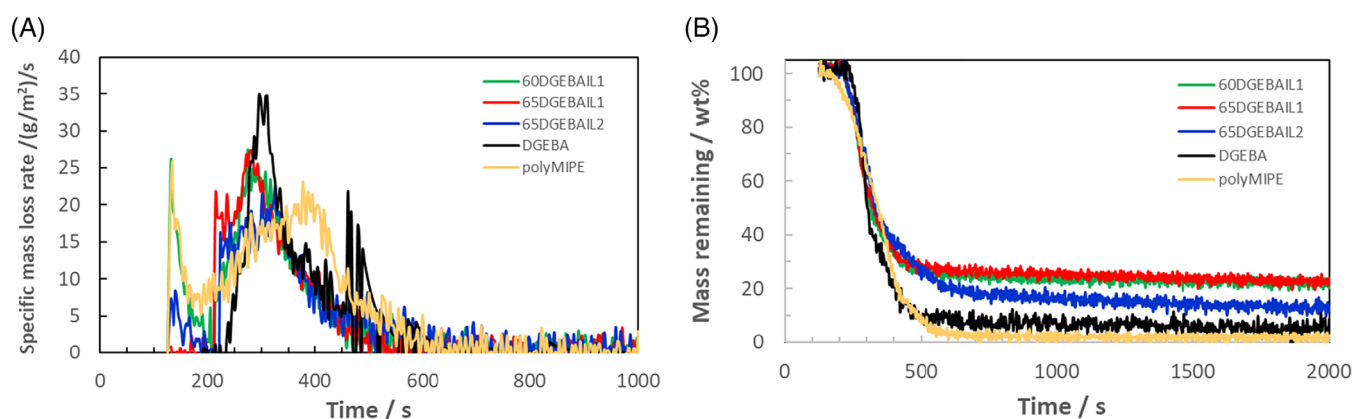 (A)
Specific mass loss rate /(g/m²)/s
40
35
30
25
20
15
10
5
0
0 200 400 600 800 1000
Time / s
60DGEBAIL1
65DGEBAIL1
65DGEBAIL2
DGEBA
polyMIPE
(B)
Mass remaining / wt%
100
80
60
40
20
0
0 500 1000 1500 2000
Time / s
60DGEBAIL1
65DGEBAIL1
65DGEBAIL2
DGEBA
polyMIPE